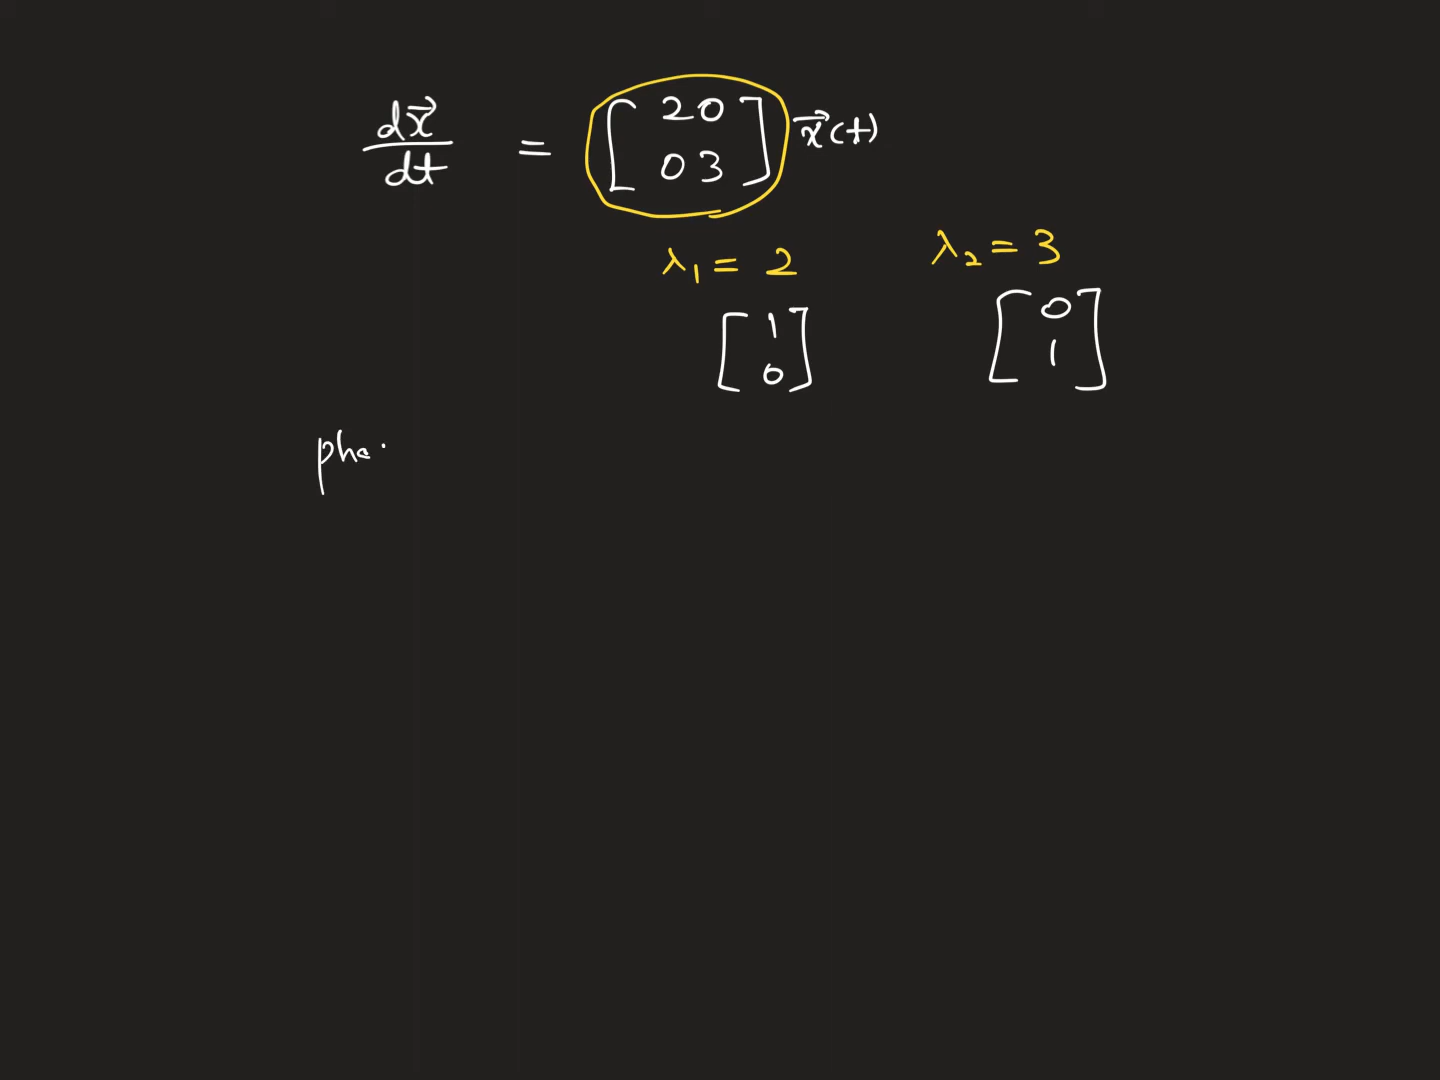 dx⃗/dt = [2 0; 0 3] x⃗(t)
λ₁ = 2 λ₂ = 3
[1; 0] [0; 1]
pha